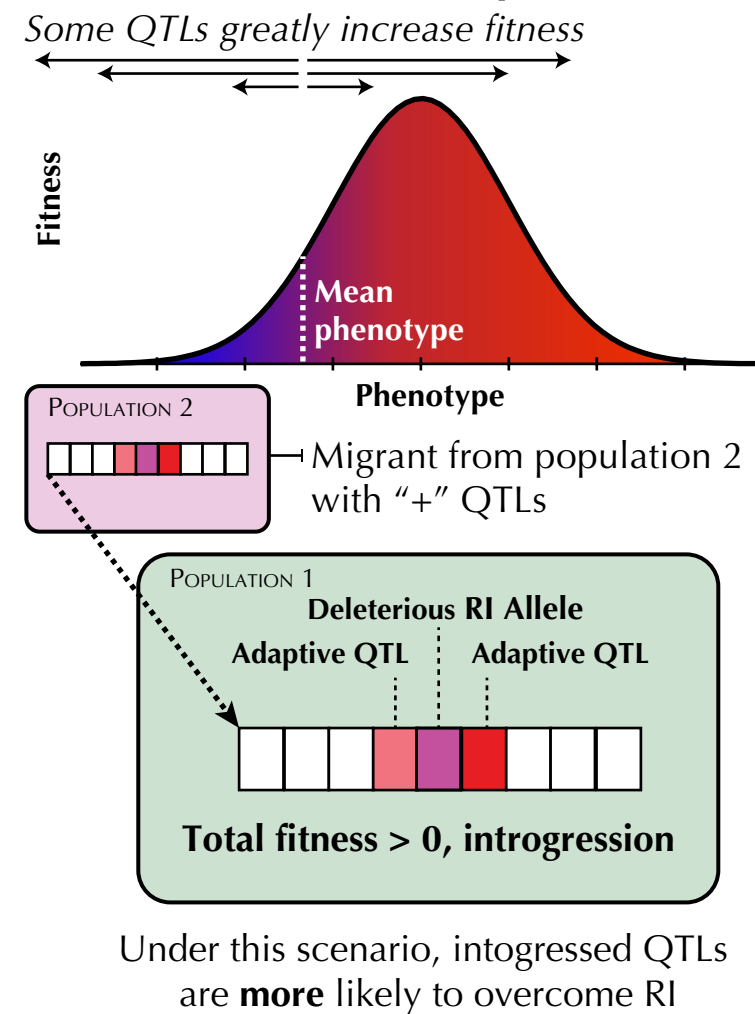 Some QTLs greatly increase fitness
Fitness
Mean
phenotype
Phenotype
POPULATION 2
Migrant from population 2
with “+” QTLs
POPULATION 1
Deleterious RI Allele
Adaptive QTL Adaptive QTL
Total fitness > 0, introgression
Under this scenario, intogressed QTLs
are more likely to overcome RI